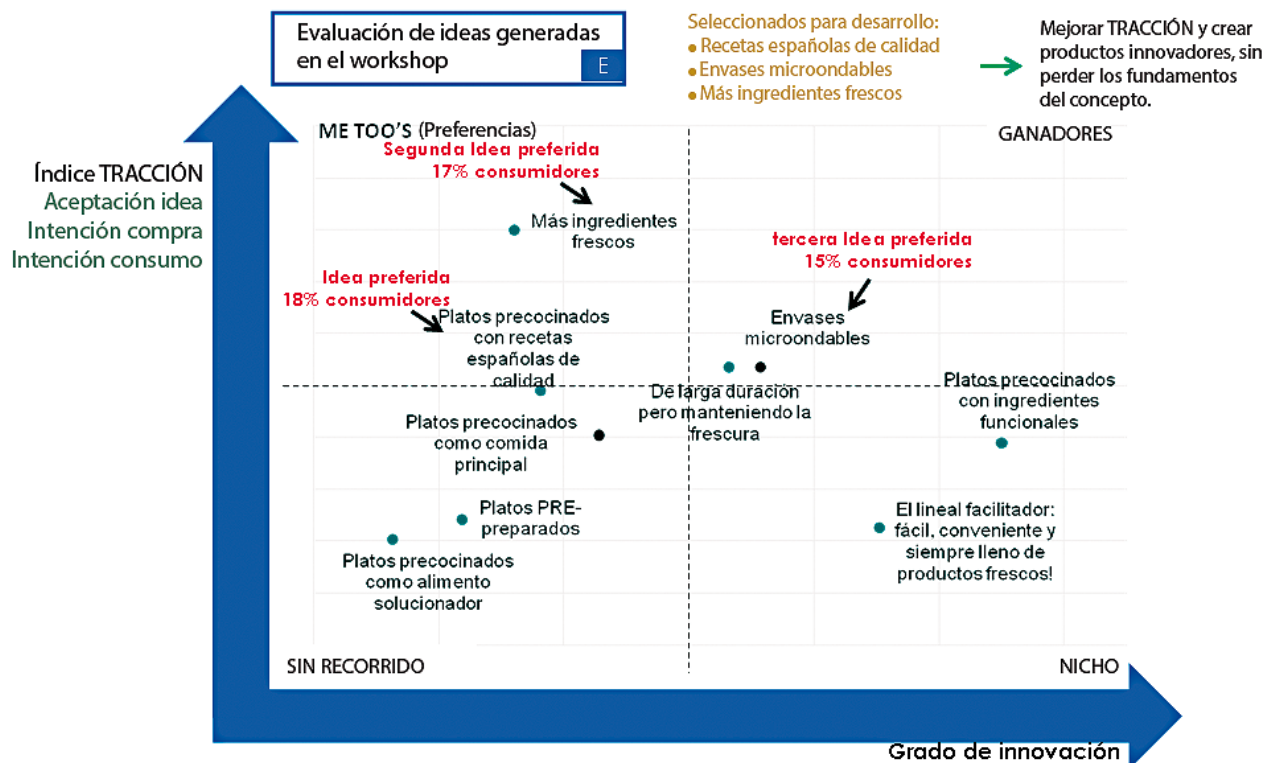 Evaluación de ideas generadas
en el workshop
E
Seleccionados para desarrollo:
• Recetas españolas de calidad
• Envases microondables
• Más ingredientes frescos
Mejorar TRACCIÓN y crear
productos innovadores, sin
perder los fundamentos
del concepto.
ME TOO'S (Preferencias)
GANADORES
Índice TRACCIÓN
Aceptación idea
Intención compra
Intención consumo
Segunda Idea preferida
17% consumidores
Más ingredientes
frescos
tercera Idea preferida
15% consumidores
Idea preferida
18% consumidores
Platos precocinados
con recetas
españolas de
calidad
Envases
microondables
De larga duración
pero manteniendo la
frescura
Platos precocinados
con ingredientes
funcionales
Platos precocinados
como comida
principal
Platos PRE-
preparados
Platos precocinados
como alimento
solucionador
El lineal facilitador:
fácil, conveniente y
siempre lleno de
productos frescos!
SIN RECORRIDO
NICHO
Grado de innovación